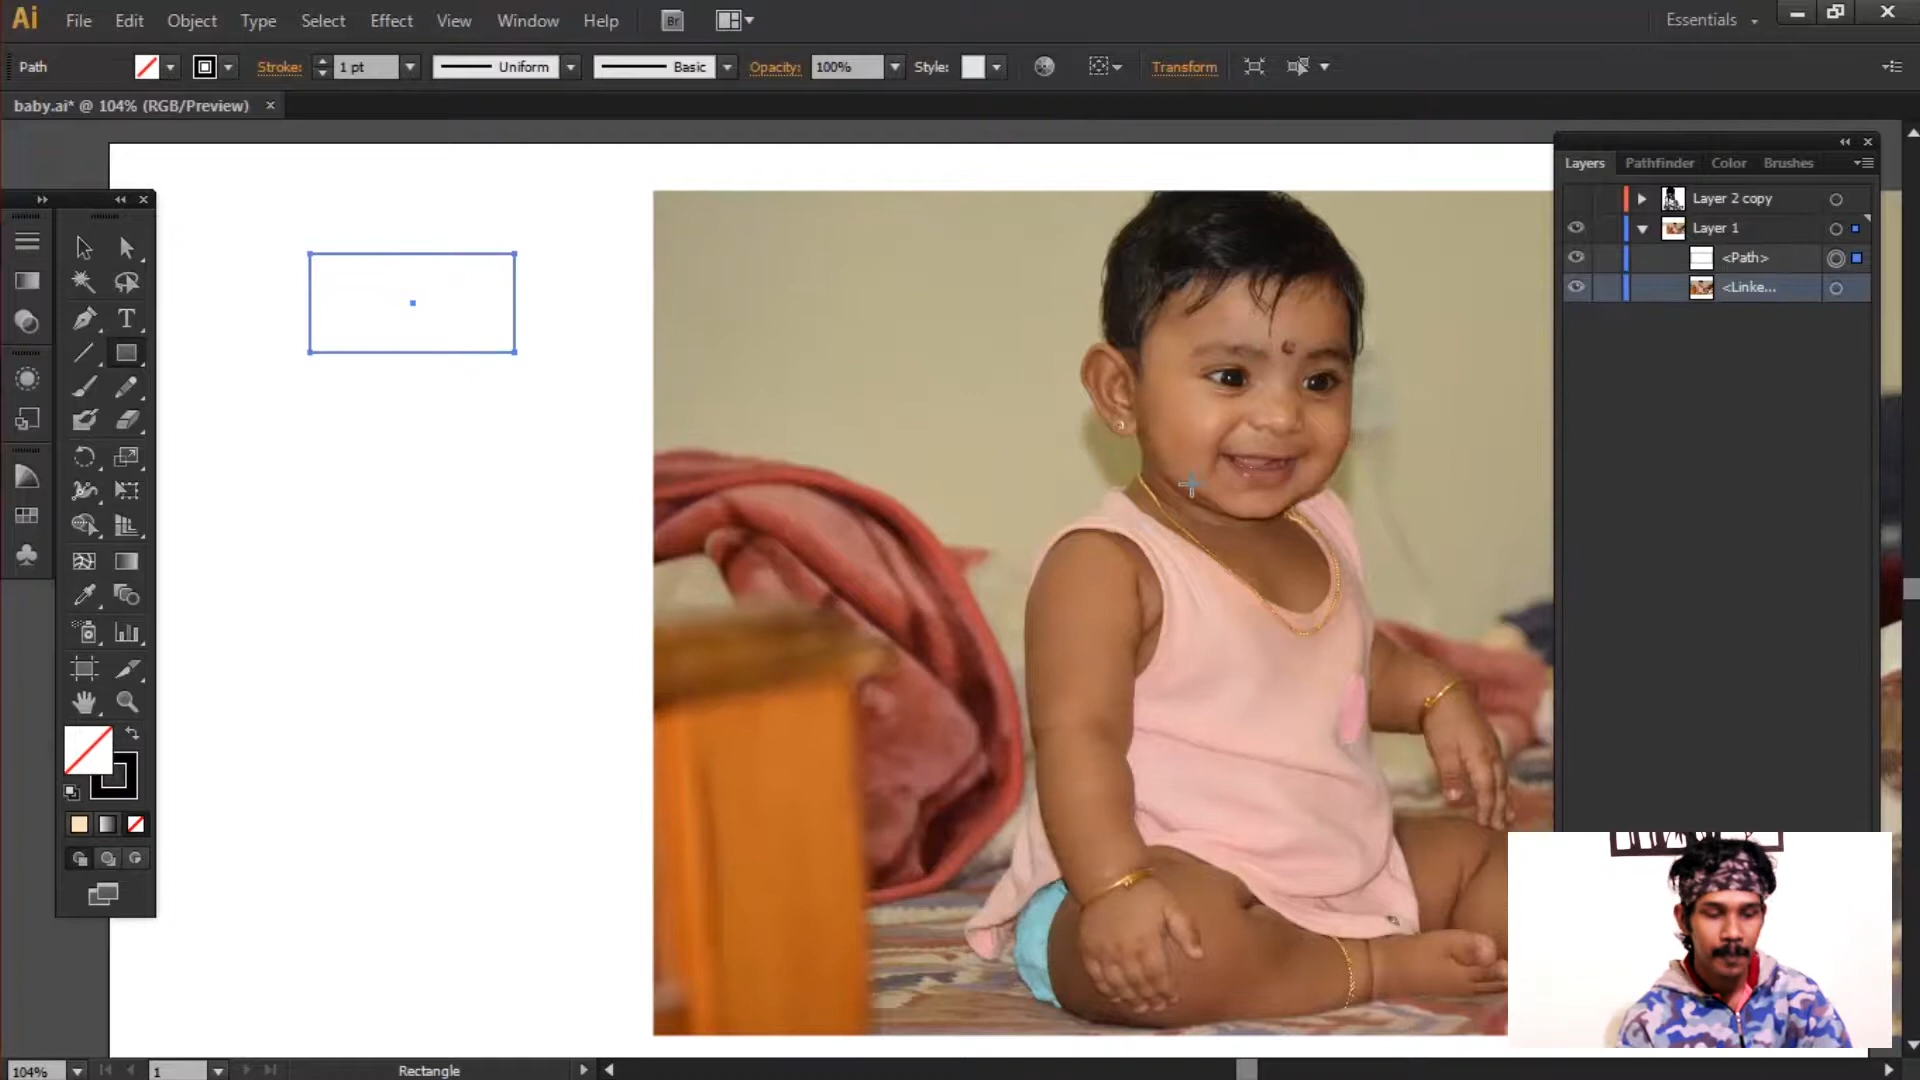 Ai File Edit Object Type Select Effect View Window Help Br Essentials
Path Stroke: 1 pt Uniform Basic Opacity: 100% Style: Transform
baby.ai* @ 104% (RGB/Preview)
Layers Pathfinder Color Brushes
Layer 2 copy
Layer 1
<Path>
<Linke...
T
104% 1 Rectangle